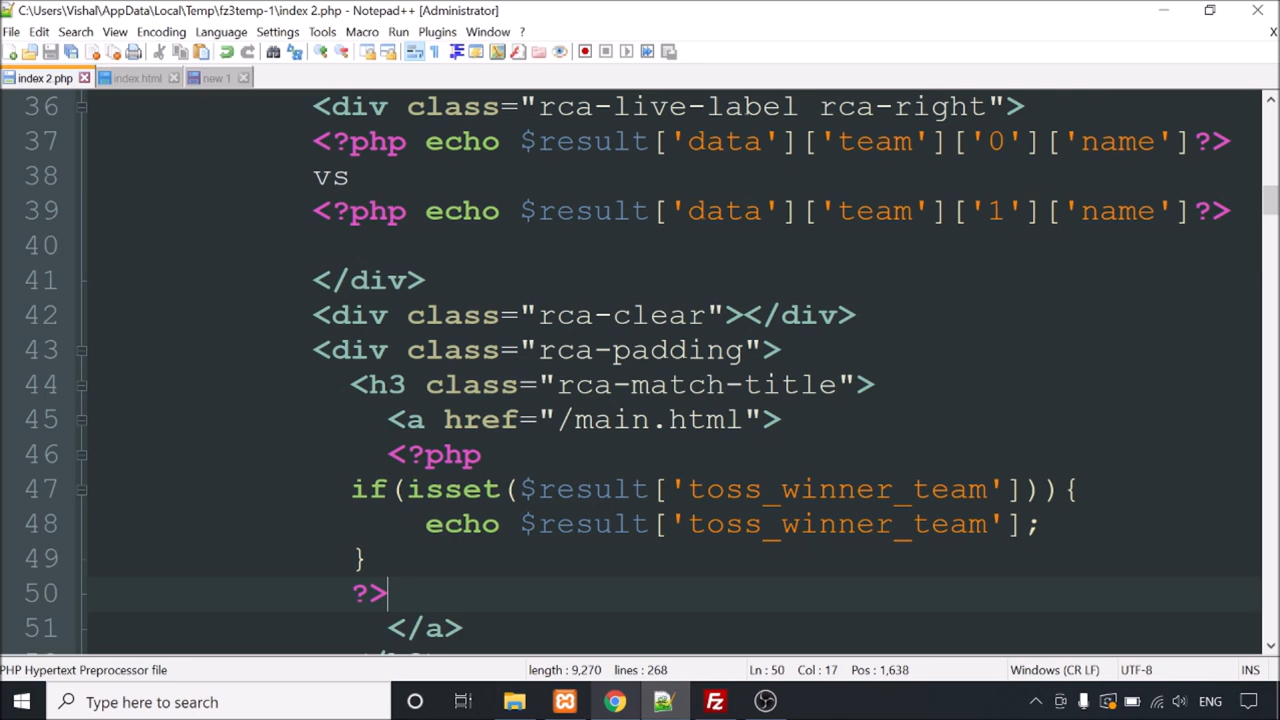 C:\Users\Vishal\AppData\Local\Temp\fz3temp-1\index 2.php - Notepad++ [Administrator]
File Edit Search View Encoding Language Settings Tools Macro Run Plugins Window ? X
index 2.php index.html new 1
36 <div class="rca-live-label rca-right">
37 <?php echo $result['data']['team']['0']['name']?>
38 vs
39 <?php echo $result['data']['team']['1']['name']?>
40
41 </div>
42 <div class="rca-clear"></div>
43 <div class="rca-padding">
44 <h3 class="rca-match-title">
45 <a href="/main.html">
46 <?php
47 if(isset($result['toss_winner_team'])){
48 echo $result['toss_winner_team'];
49 }
50 ?>
51 </a>
PHP Hypertext Preprocessor file length : 9,270 lines : 268 Ln : 50 Col : 17 Pos : 1,638 Windows (CR LF) UTF-8 INS
Type here to search ENG